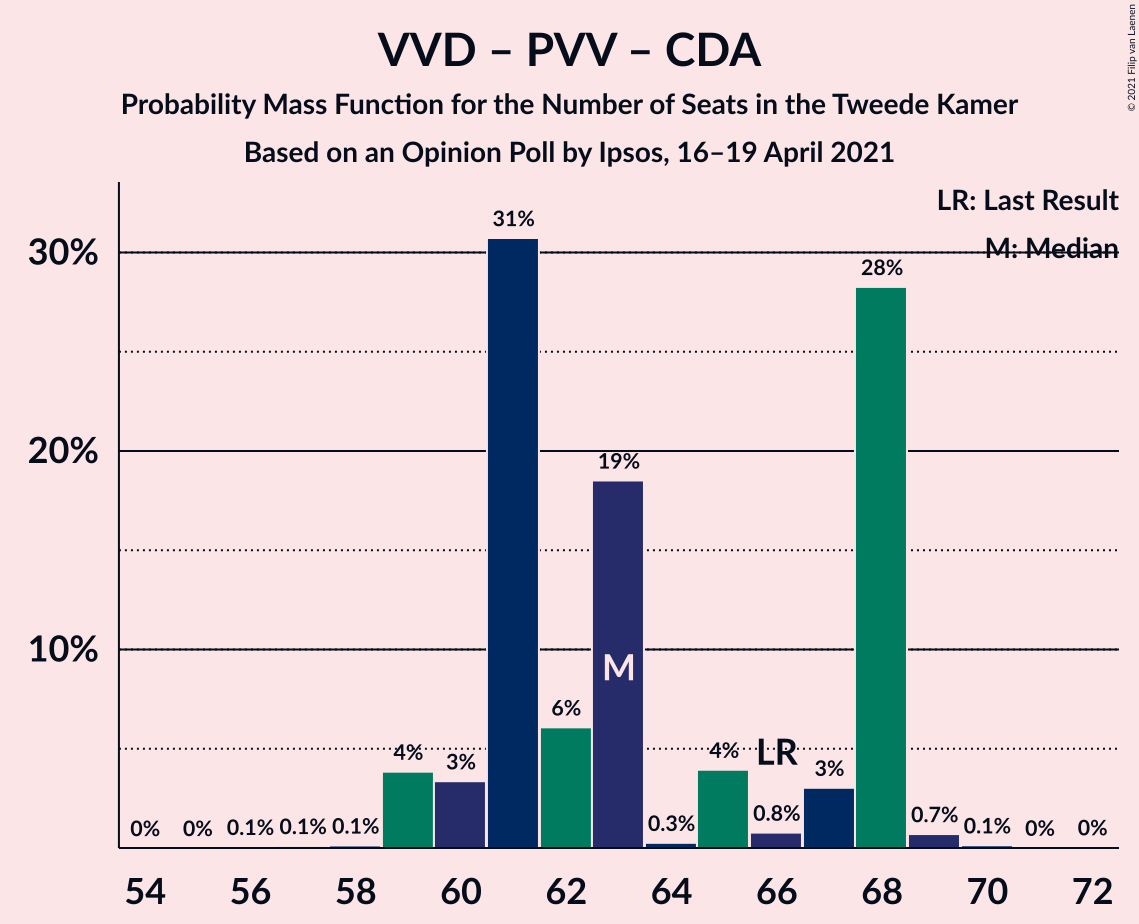 VVD – PVV – CDA
Probability Mass Function for the Number of Seats in the Tweede Kamer
Based on an Opinion Poll by Ipsos, 16–19 April 2021
© 2021 Filip van Laenen
LR: Last Result
M: Median
30%
20%
10%
0% 0% 0.1% 0.1% 0.1% 4% 3% 31% 6% 19% 0.3% 4% 0.8% 3% 28% 0.7% 0.1% 0% 0%
M
LR
54 56 58 60 62 64 66 68 70 72